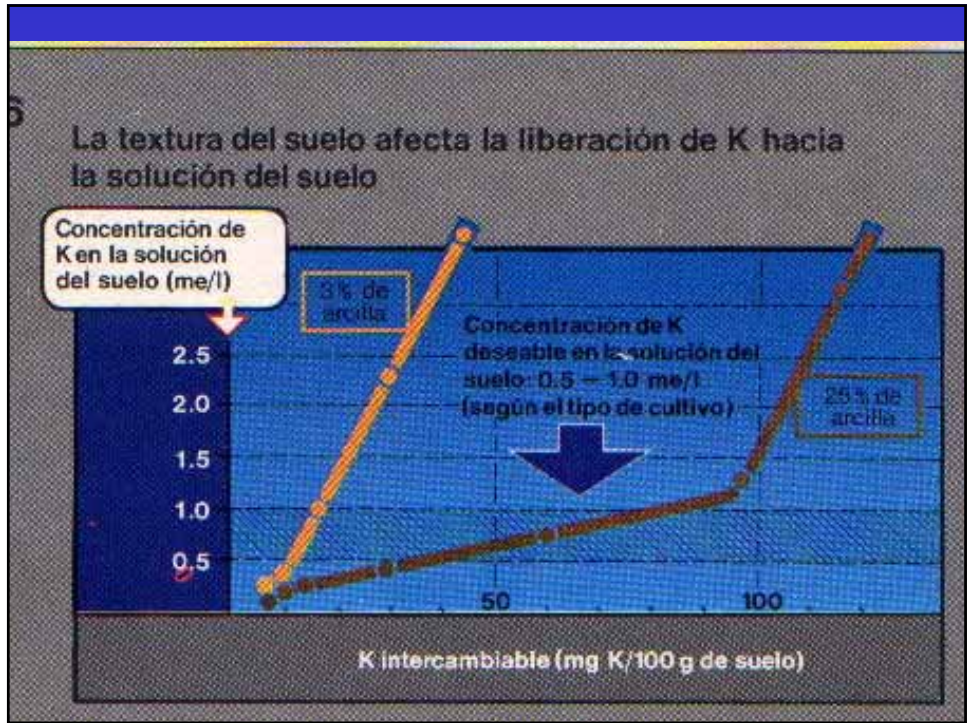 6
La textura del suelo afecta la liberación de K hacia
la solución del suelo
Concentración de
K en la solución
del suelo (me/l)
3% de
arcilla
Concentración de K
deseable en la solución del
suelo: 0.5 – 1.0 me/l
(según el tipo de cultivo)
25% de
arcilla
2.5
2.0
1.5
1.0
0.5
50
100
K intercambiable (mg K/100 g de suelo)